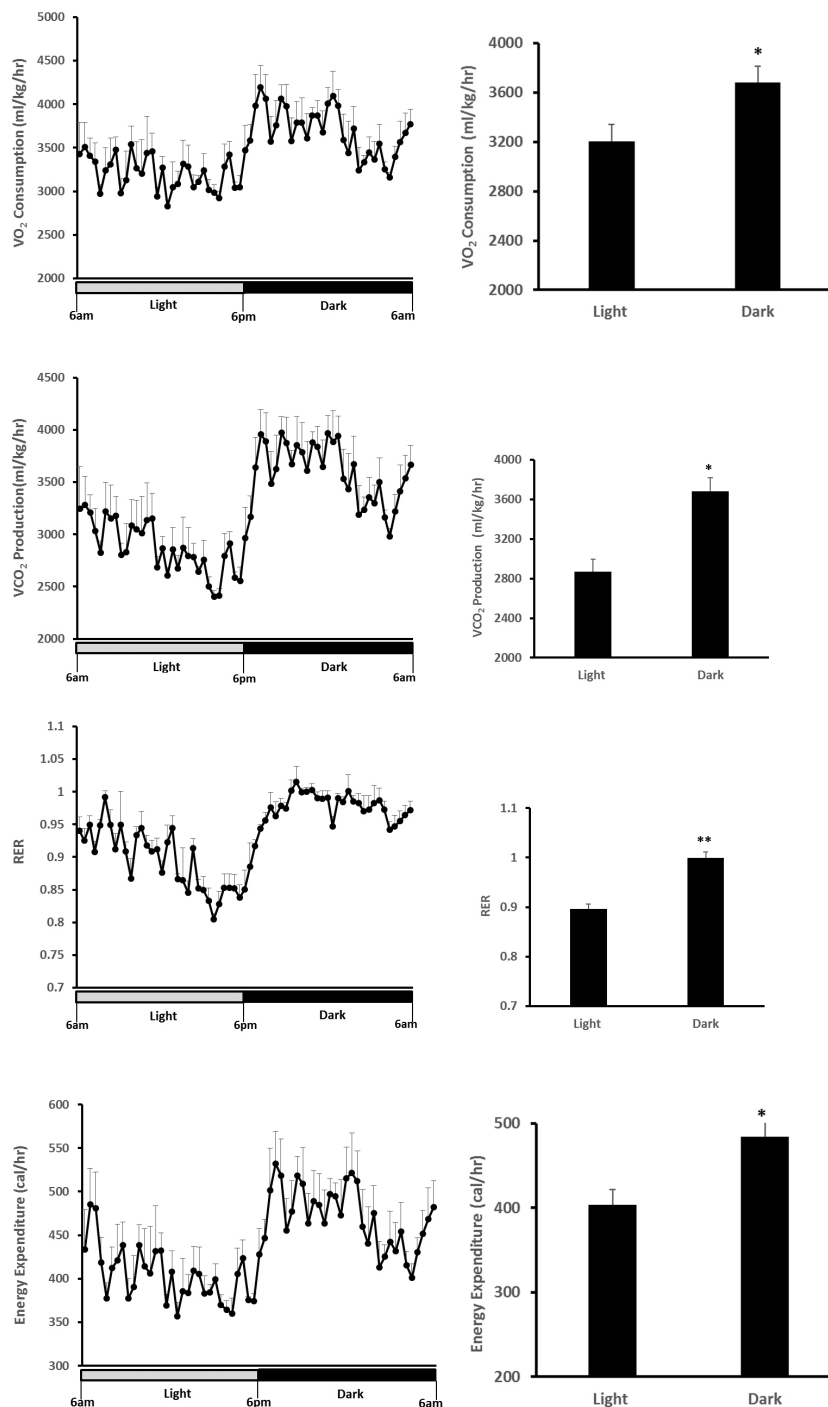 VO2 Consumption (ml/kg/hr)
5000
4500
4000
3500
3000
2500
2000
Light
Dark
6am
6pm
6am
VO2 Consumption (ml/kg/hr)
4000
3600
3200
2800
2400
2000
*
Light
Dark
VCO2 Production(ml/kg/hr)
4500
4000
3500
3000
2500
2000
Light
Dark
6am
6pm
6am
VCO2 Production (ml/kg/hr)
4000
3600
3200
2800
2400
2000
*
Light
Dark
RER
1.1
1.05
1
0.95
0.9
0.85
0.8
0.75
0.7
Light
Dark
6am
6pm
6am
RER
1.1
1
0.9
0.8
0.7
**
Light
Dark
Energy Expenditure (cal/hr)
600
550
500
450
400
350
300
Light
Dark
6am
6pm
6am
Energy Expenditure (cal/hr)
500
400
300
200
*
Light
Dark